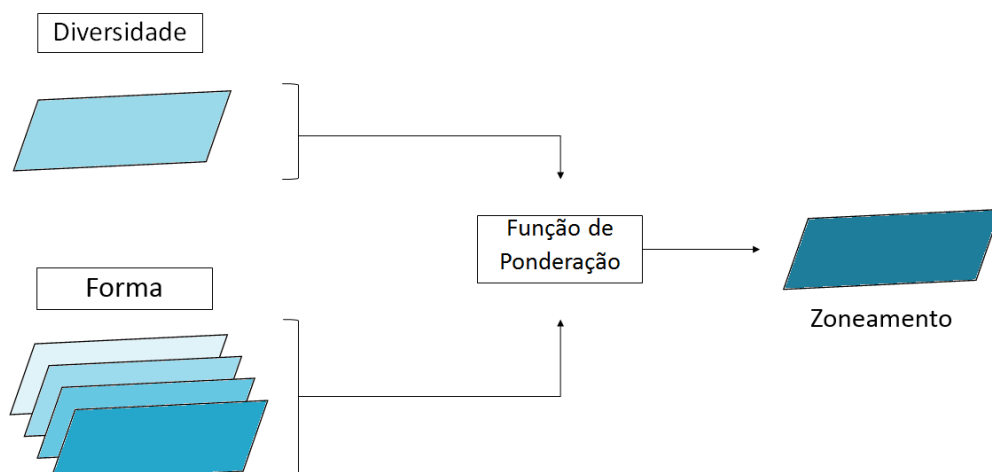 Diversidade
Função de
Ponderação
Forma
Zoneamento